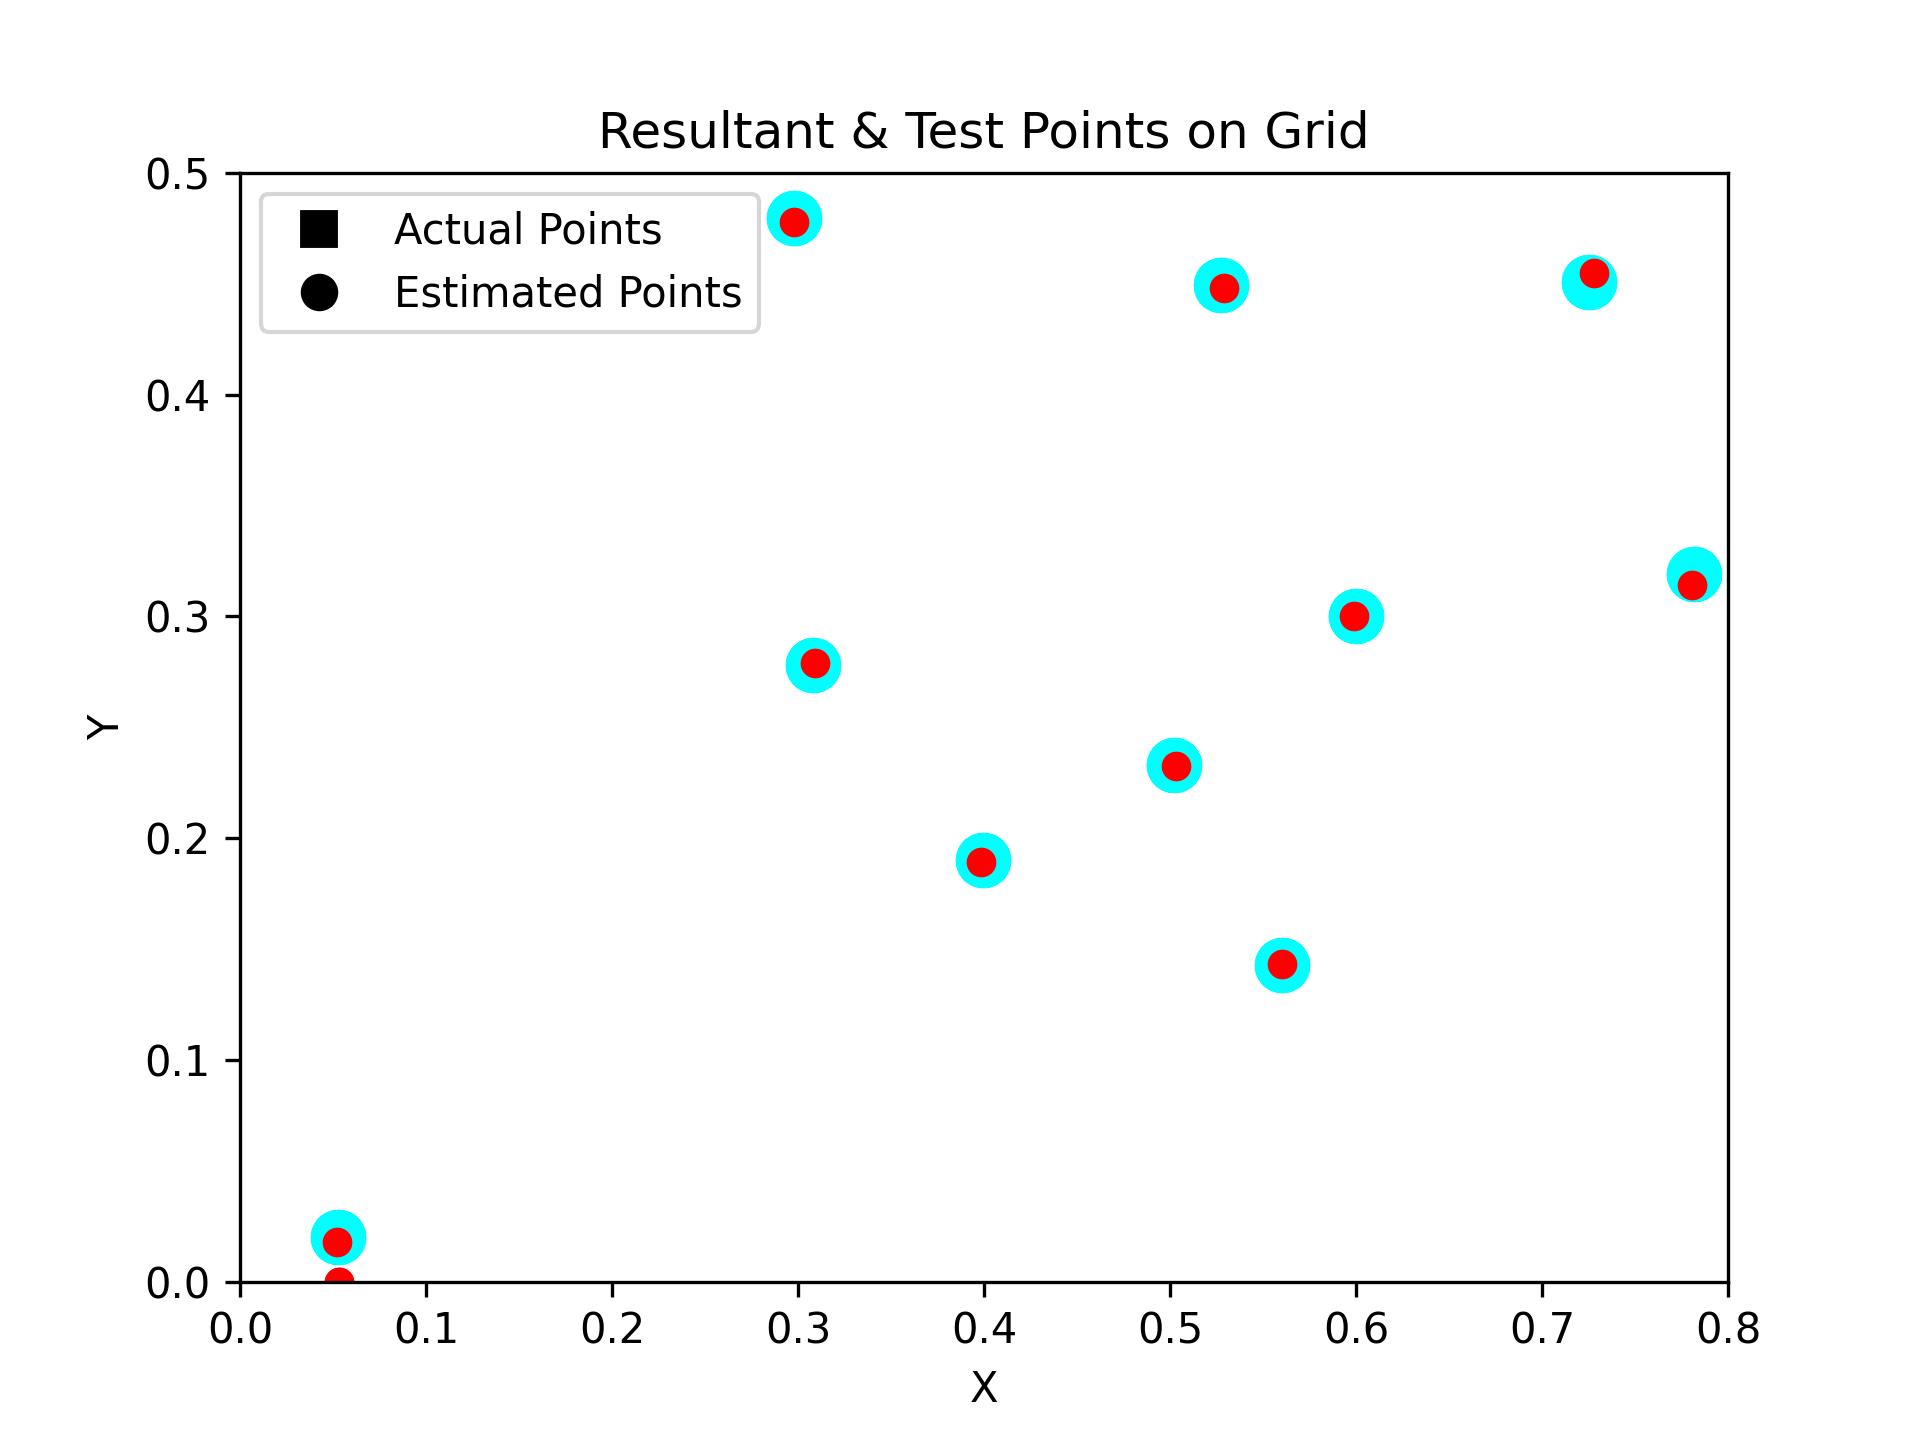 Resultant & Test Points on Grid
0.5
Actual Points
Estimated Points
0.4
0.3
Y
0.2
0.1
0.0
0.0 0.1 0.2 0.3 0.4 0.5 0.6 0.7 0.8
X